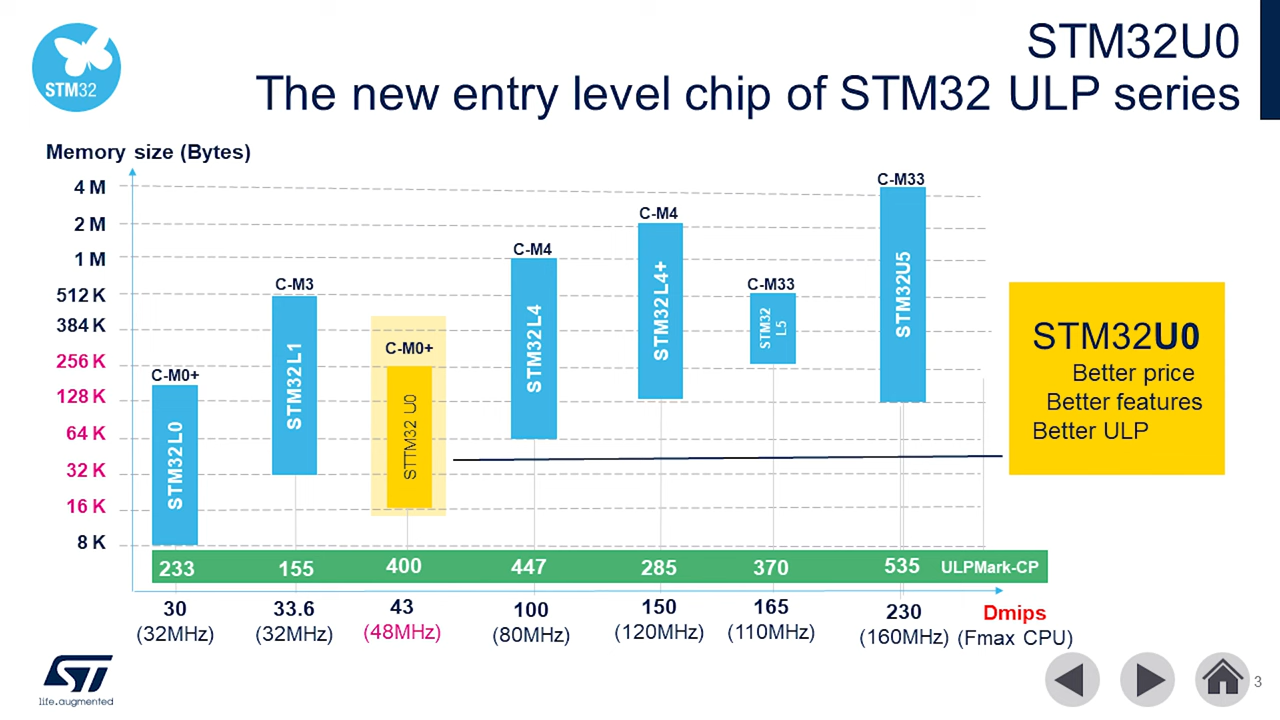 STM32
STM32U0
The new entry level chip of STM32 ULP series
Memory size (Bytes)
4 M
2 M
1 M
512 K
384 K
256 K
128 K
64 K
32 K
16 K
8 K
C-M0+
STM32L0
C-M3
STM32L1
C-M0+
STTM32 U0
C-M4
STM32L4
C-M4
STM32L4+
C-M33
STM32
L5
C-M33
STM32U5
STM32U0
Better price
Better features
Better ULP
233 155 400 447 285 370 535 ULPMark-CP
30 33.6 43 100 150 165 230 Dmips
(32MHz) (32MHz) (48MHz) (80MHz) (120MHz) (110MHz) (160MHz) (Fmax CPU)
ST
life.augmented
3